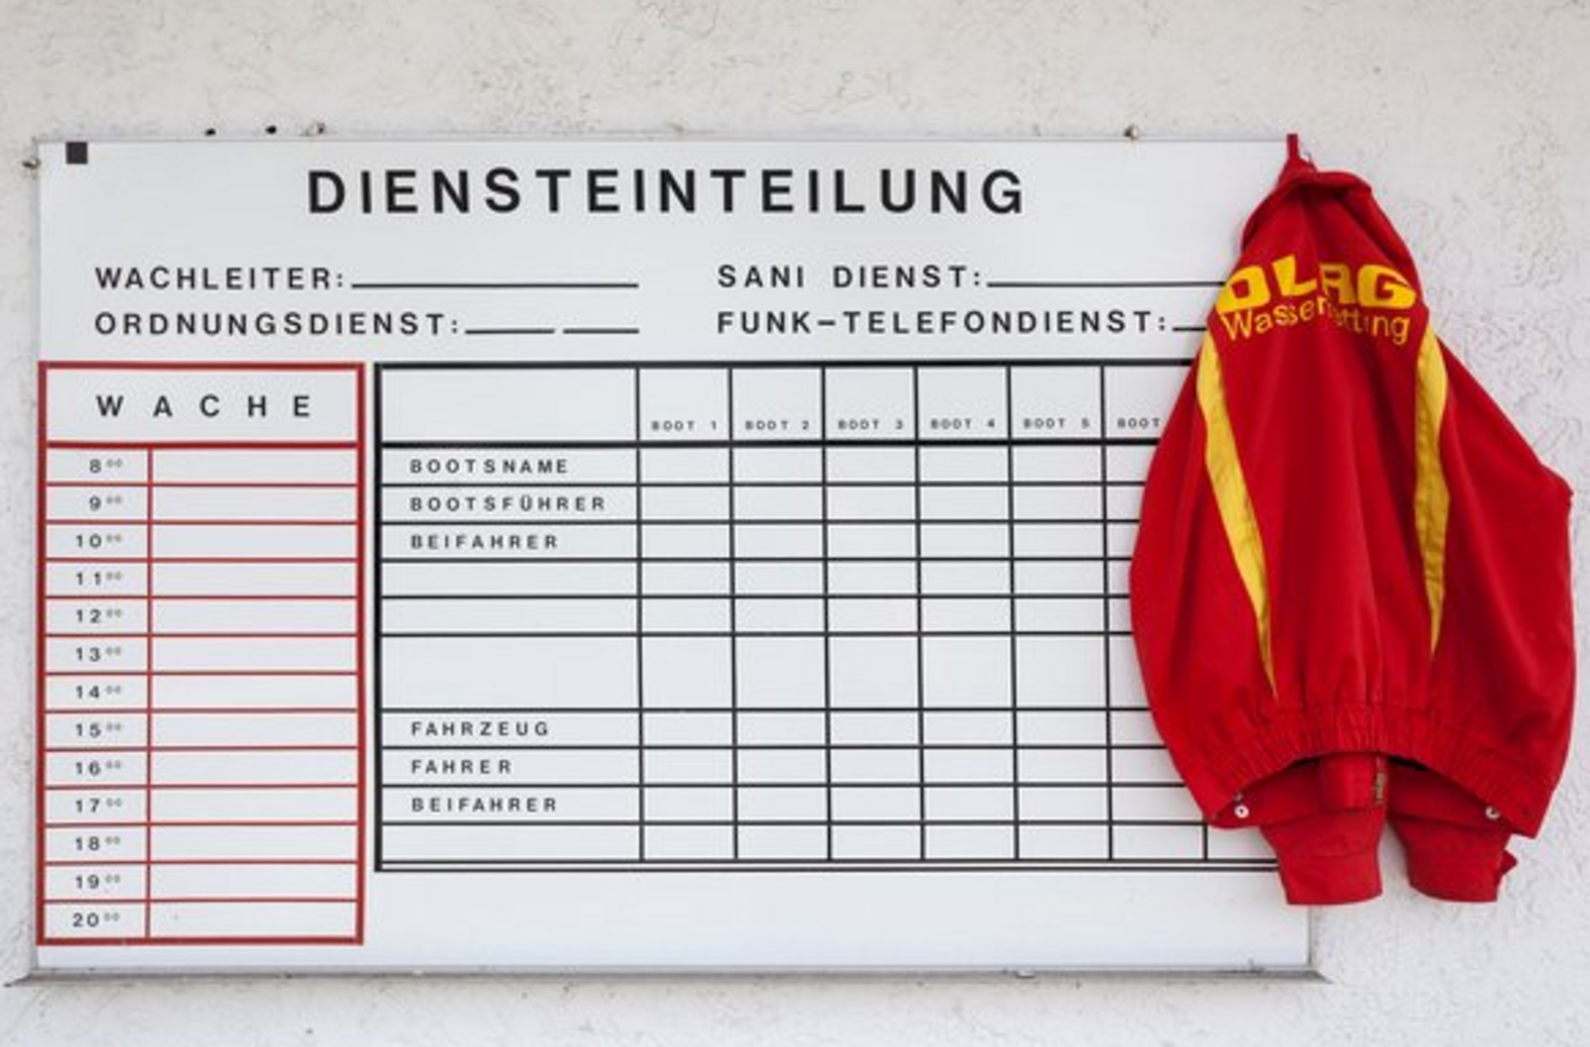 DIENSTEINTEILUNG
WACHLEITER: SANI DIENST:
ORDNUNGSDIENST: FUNK-TELEFONDIENST:
DLRG
Wasserrettung
WACHE
BOOT 1 BOOT 2 BOOT 3 BOOT 4 BOOT 5 BOOT
8⁰⁰ BOOTSNAME
9⁰⁰ BOOTSFÜHRER
10⁰⁰ BEIFAHRER
11⁰⁰
12⁰⁰
13⁰⁰
14⁰⁰
15⁰⁰ FAHRZEUG
16⁰⁰ FAHRER
17⁰⁰ BEIFAHRER
18⁰⁰
19⁰⁰
20⁰⁰